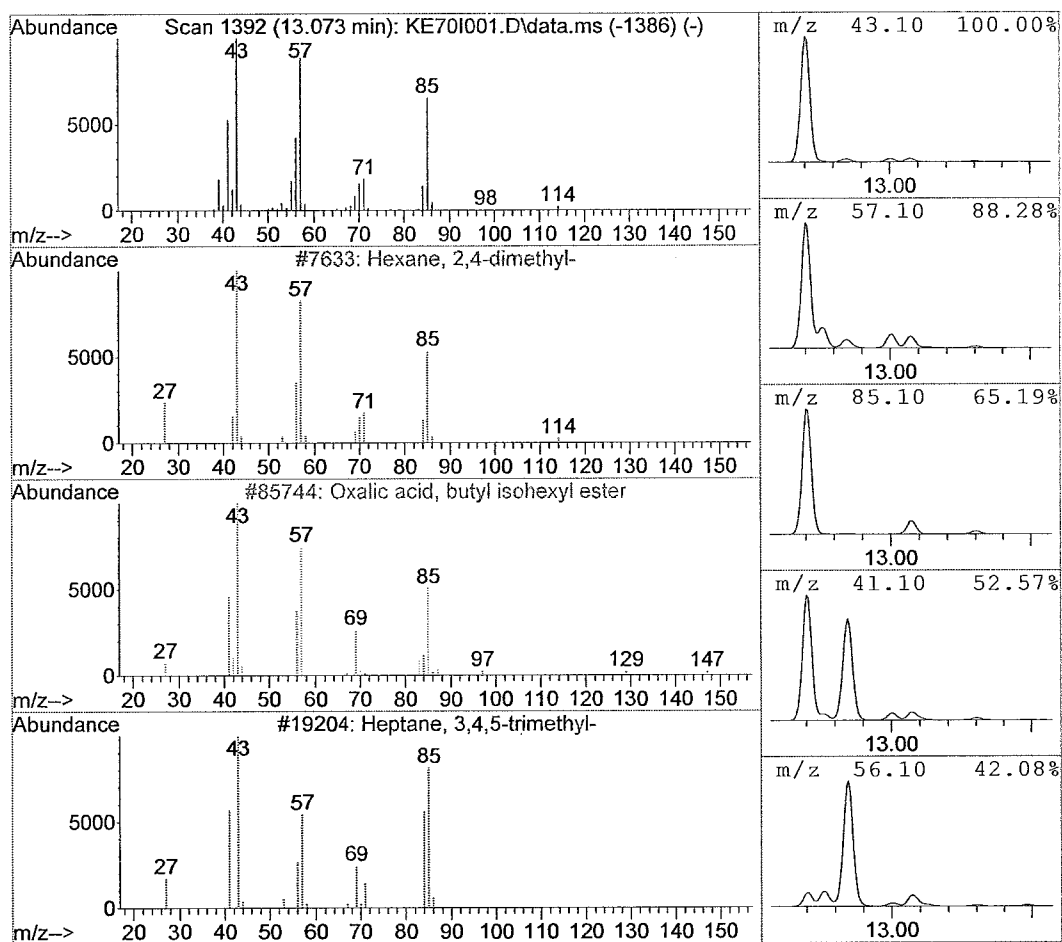 Abundance Scan 1392 (13.073 min): KE70I001.D\data.ms (-1386) (-)
43 57
85
5000
71
98 114
0
m/z--> 20 30 40 50 60 70 80 90 100 110 120 130 140 150
Abundance #7633: Hexane, 2,4-dimethyl-
43 57
85
5000
27
71
114
0
m/z--> 20 30 40 50 60 70 80 90 100 110 120 130 140 150
Abundance #85744: Oxalic acid, butyl isohexyl ester
43
57
85
5000
69
27
97 129 147
0
m/z--> 20 30 40 50 60 70 80 90 100 110 120 130 140 150
Abundance #19204: Heptane, 3,4,5-trimethyl-
43
85
57
5000
69
27
0
m/z--> 20 30 40 50 60 70 80 90 100 110 120 130 140 150
m/z 43.10 100.00%
13.00
m/z 57.10 88.28%
13.00
m/z 85.10 65.19%
13.00
m/z 41.10 52.57%
13.00
m/z 56.10 42.08%
13.00